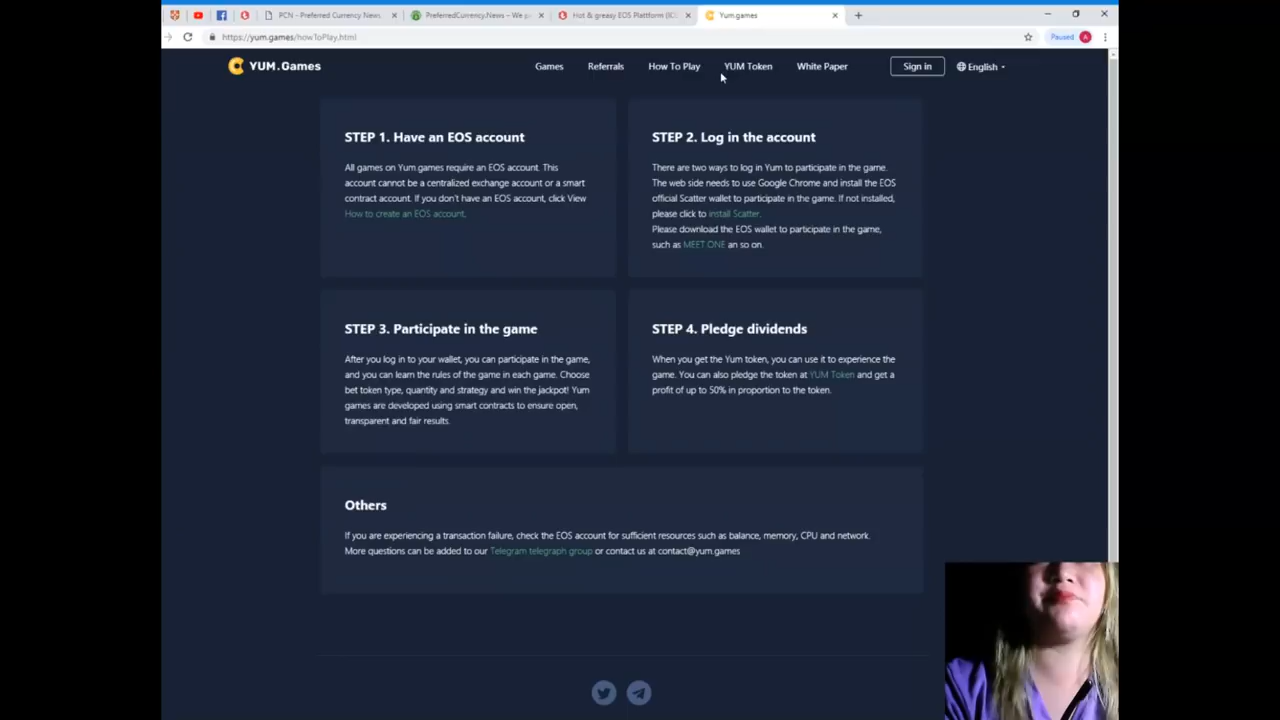 PCN - Preferred Currency News
PreferredCurrency.News – We p
Hot & greasy EOS Plattform (IC
Yum.games
https://yum.games/howToPlay.html
Paused
A
YUM.Games
Games
Referrals
How To Play
YUM Token
White Paper
Sign in
English
STEP 1. Have an EOS account
All games on Yum.games require an EOS account. This
account cannot be a centralized exchange account or a smart
contract account. If you don't have an EOS account, click View
How to create an EOS account.
STEP 2. Log in the account
There are two ways to log in Yum to participate in the game.
The web side needs to use Google Chrome and install the EOS
official Scatter wallet to participate in the game. If not installed,
please click to install Scatter.
Please download the EOS wallet to participate in the game,
such as MEET ONE an so on.
STEP 3. Participate in the game
After you log in to your wallet, you can participate in the game,
and you can learn the rules of the game in each game. Choose
bet token type, quantity and strategy and win the jackpot! Yum
games are developed using smart contracts to ensure open,
transparent and fair results.
STEP 4. Pledge dividends
When you get the Yum token, you can use it to experience the
game. You can also pledge the token at YUM Token and get a
profit of up to 50% in proportion to the token.
Others
If you are experiencing a transaction failure, check the EOS account for sufficient resources such as balance, memory, CPU and network.
More questions can be added to our Telegram telegraph group or contact us at contact@yum.games